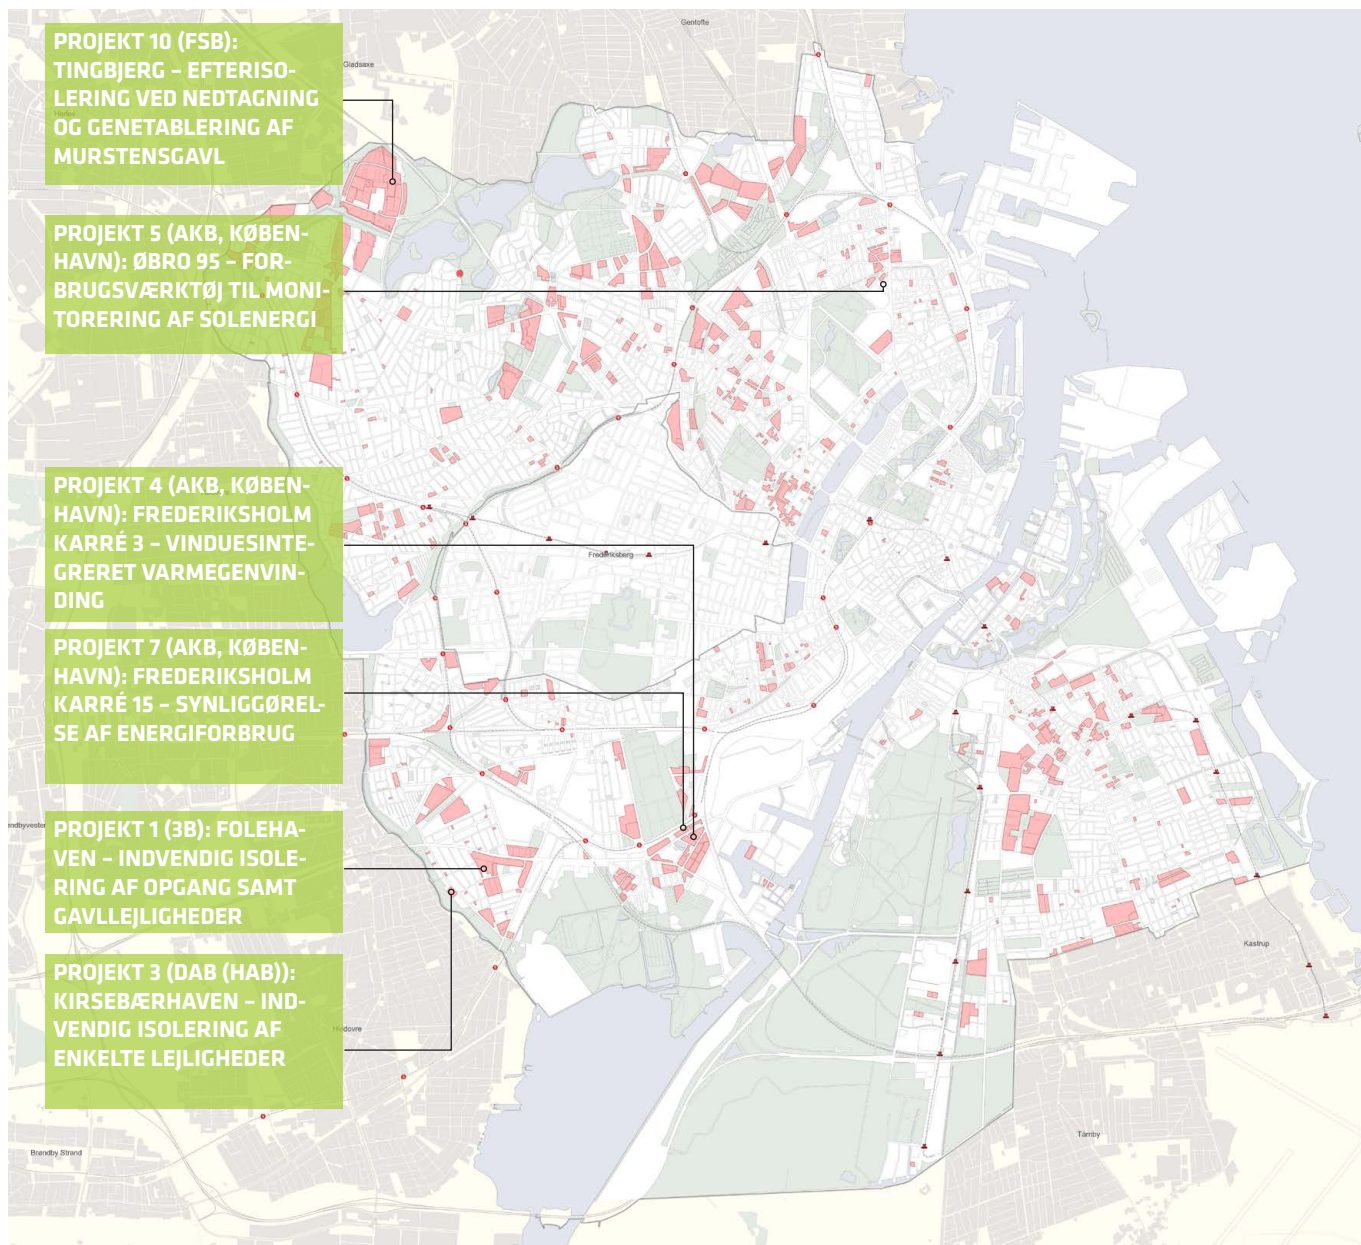 Gentofte
PROJEKT 10 (FSB):
TINGBJERG – EFTERISO-
LERING VED NEDTAGNING
OG GENETABLERING AF
MURSTENSGAVL
Gladsaxe
Herlev
PROJEKT 5 (AKB, KØBEN-
HAVN): ØBRO 95 – FOR-
BRUGSVÆRKTØJ TIL MONI-
TORERING AF SOLENERGI
PROJEKT 4 (AKB, KØBEN-
HAVN): FREDERIKSHOLM
KARRÉ 3 – VINDUESINTE-
GRERET VARMEGENVIN-
DING
Frederiksberg
PROJEKT 7 (AKB, KØBEN-
HAVN): FREDERIKSHOLM
KARRÉ 15 – SYNLIGGØREL-
SE AF ENERGIFORBRUG
PROJEKT 1 (3B): FOLEHA-
VEN – INDVENDIG ISOLE-
RING AF OPGANG SAMT
GAVLLEJLIGHEDER
ndbyvester
Kastrup
PROJEKT 3 (DAB (HAB)):
KIRSEBÆRHAVEN – IND-
VENDIG ISOLERING AF
ENKELTE LEJLIGHEDER
Hvidovre
Tårnby
Brøndby Strand